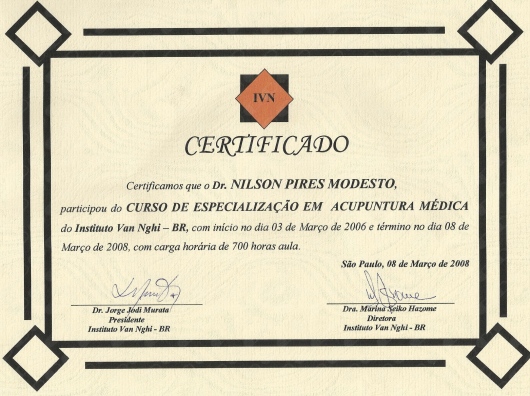 IVN
CERTIFICADO
Certificamos que o Dr. NILSON PIRES MODESTO,
participou do CURSO DE ESPECIALIZAÇÃO EM ACUPUNTURA MÉDICA
do Instituto Van Nghi – BR, com início no dia 03 de Março de 2006 e término no dia 08 de
Março de 2008, com carga horária de 700 horas aula.
São Paulo, 08 de Março de 2008
Dr. Jorge Jodi Murata
Presidente
Instituto Van Nghi - BR
Dra. Marina Seiko Hazome
Diretora
Instituto Van Nghi - BR